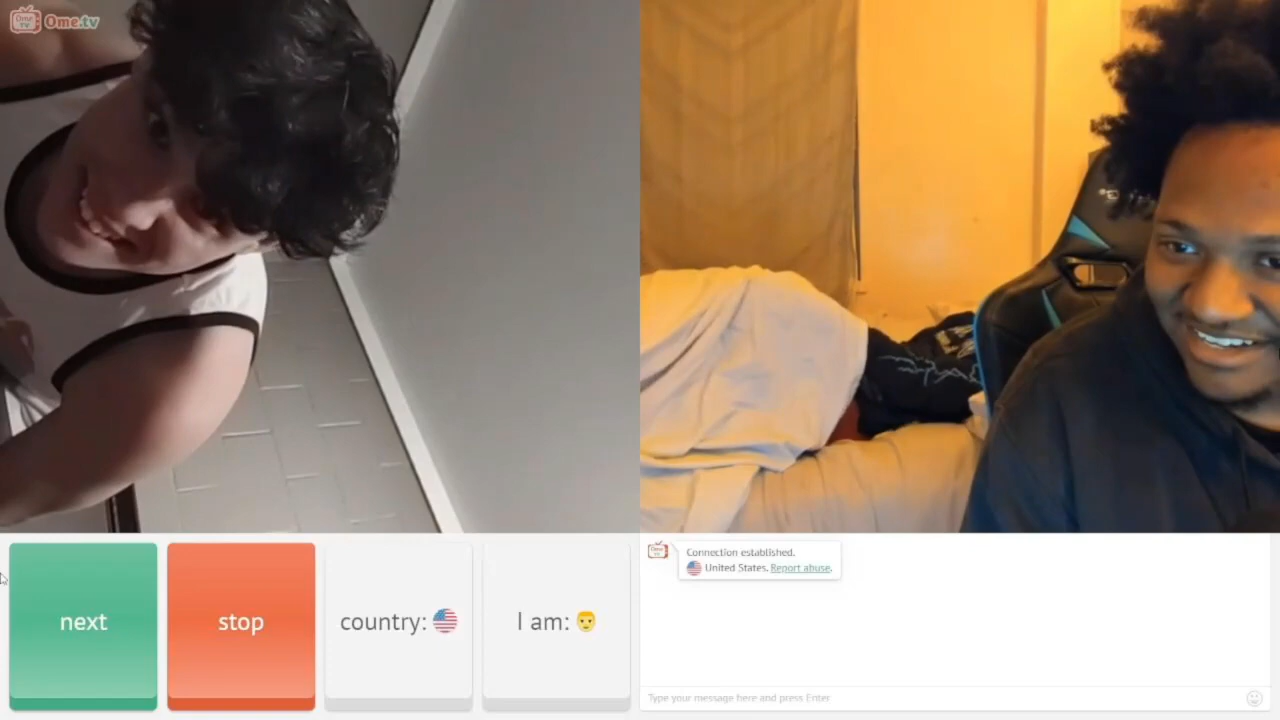 Ome.tv
next
stop
country:
I am:
Connection established.
United States. Report abuse.
Type your message here and press Enter